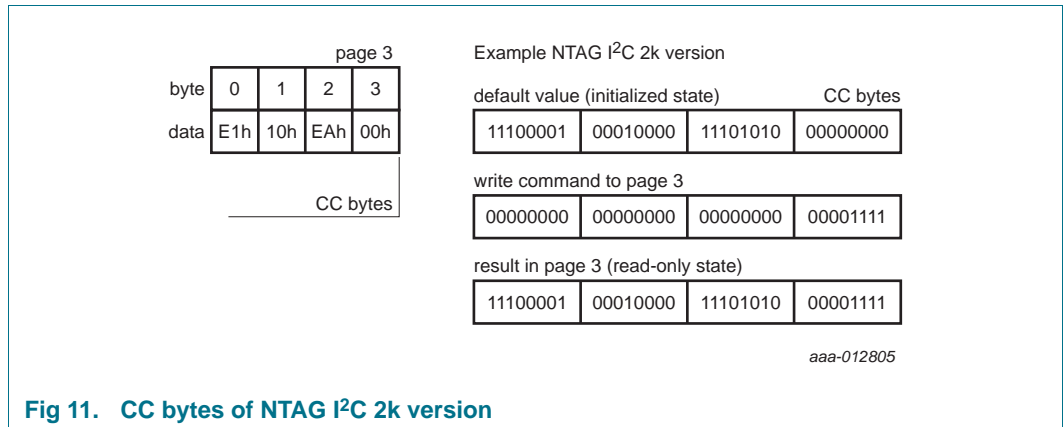 page 3
byte 0 1 2 3
data E1h 10h EAh 00h
CC bytes
Example NTAG I2C 2k version
default value (initialized state) CC bytes
11100001 00010000 11101010 00000000
write command to page 3
00000000 00000000 00000000 00001111
result in page 3 (read-only state)
11100001 00010000 11101010 00001111
aaa-012805
Fig 11. CC bytes of NTAG I2C 2k version